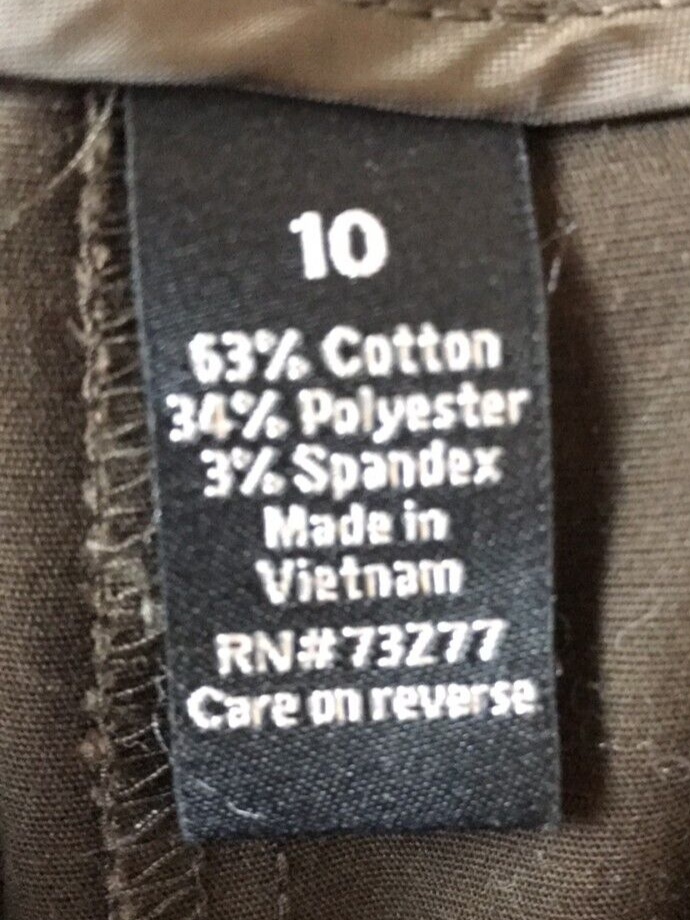 10
63% Cotton
34% Polyester
3% Spandex
Made in
Vietnam
RN#73277
Care on reverse